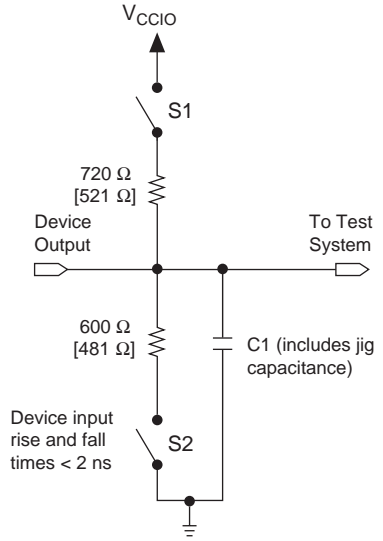 V_CCIO
S1
720 Ω
[521 Ω]
Device
Output
To Test
System
600 Ω
[481 Ω]
C1 (includes jig
capacitance)
Device input
rise and fall
times < 2 ns
S2